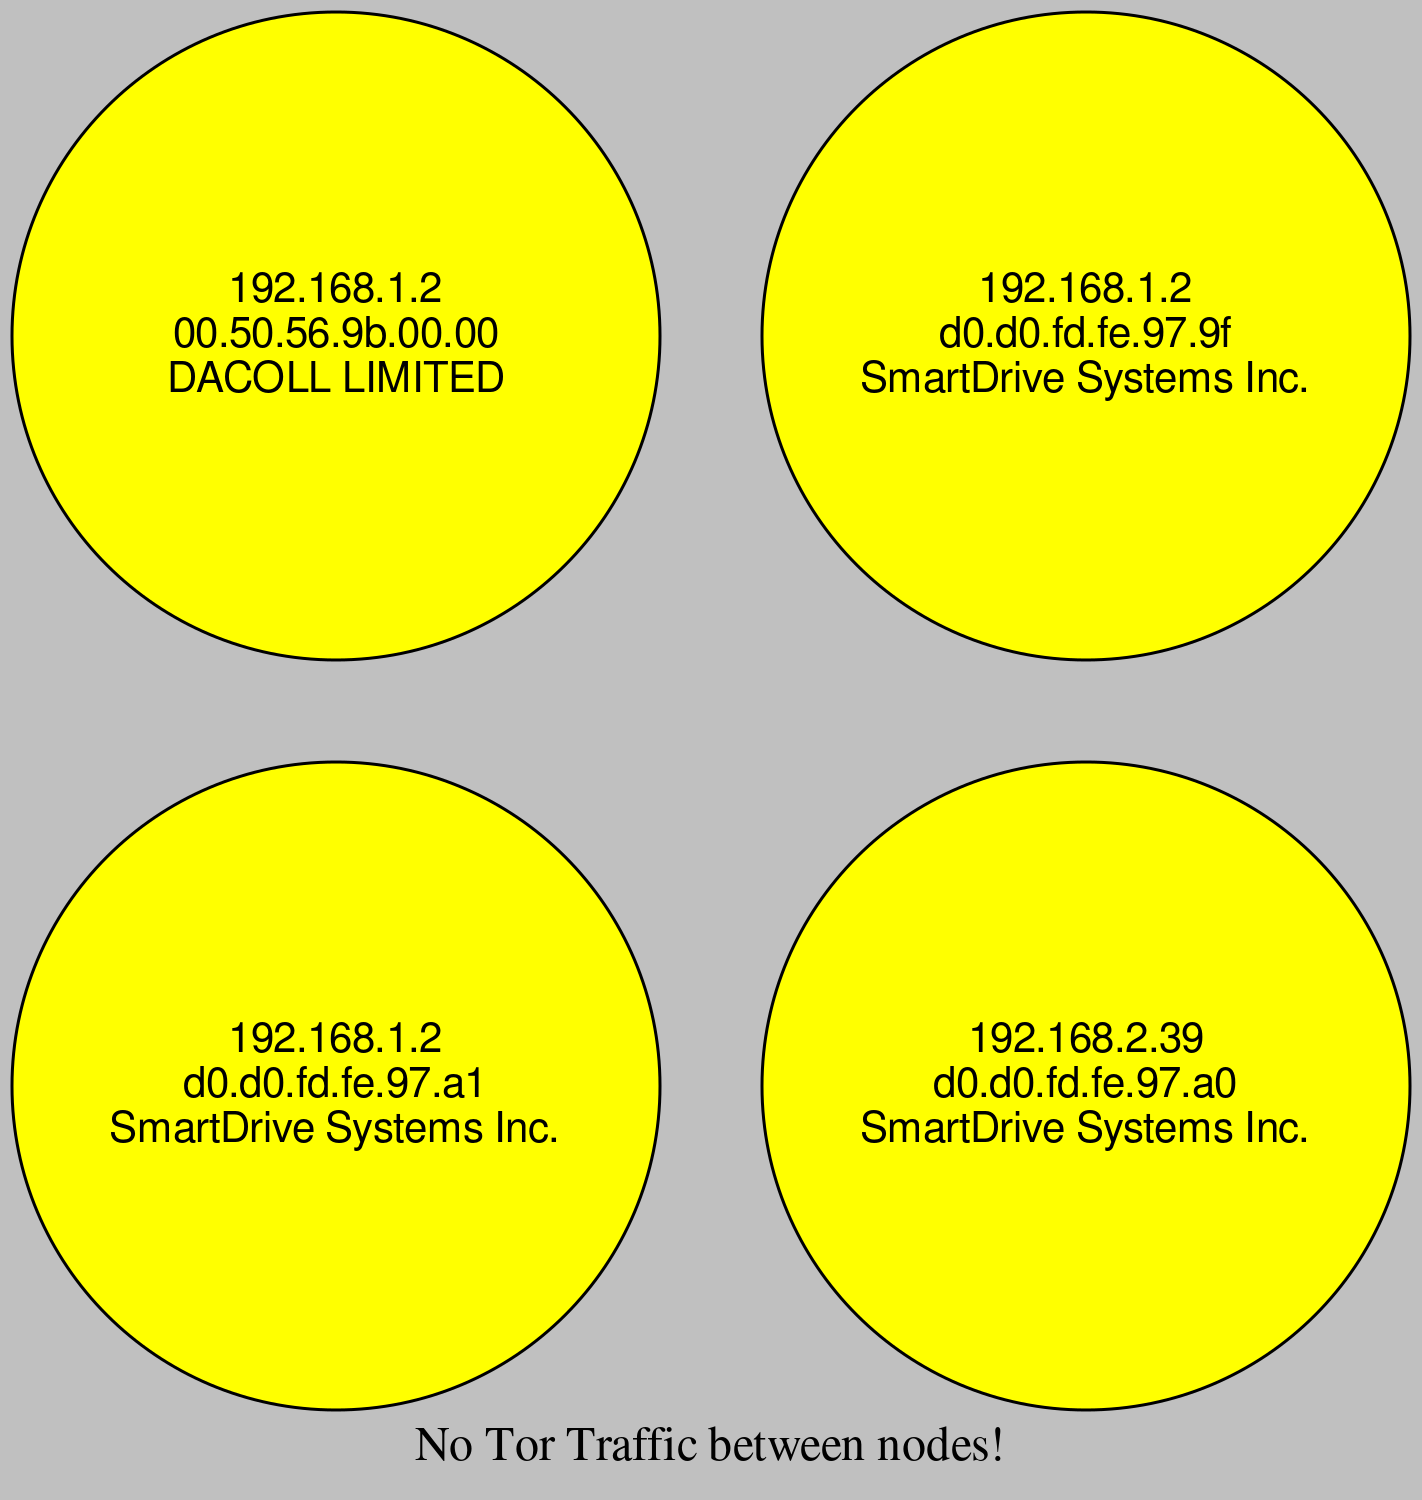 192.168.1.2
00.50.56.9b.00.00
DACOLL LIMITED
192.168.1.2
d0.d0.fd.fe.97.9f
SmartDrive Systems Inc.
192.168.1.2
d0.d0.fd.fe.97.a1
SmartDrive Systems Inc.
192.168.2.39
d0.d0.fd.fe.97.a0
SmartDrive Systems Inc.
No Tor Traffic between nodes!